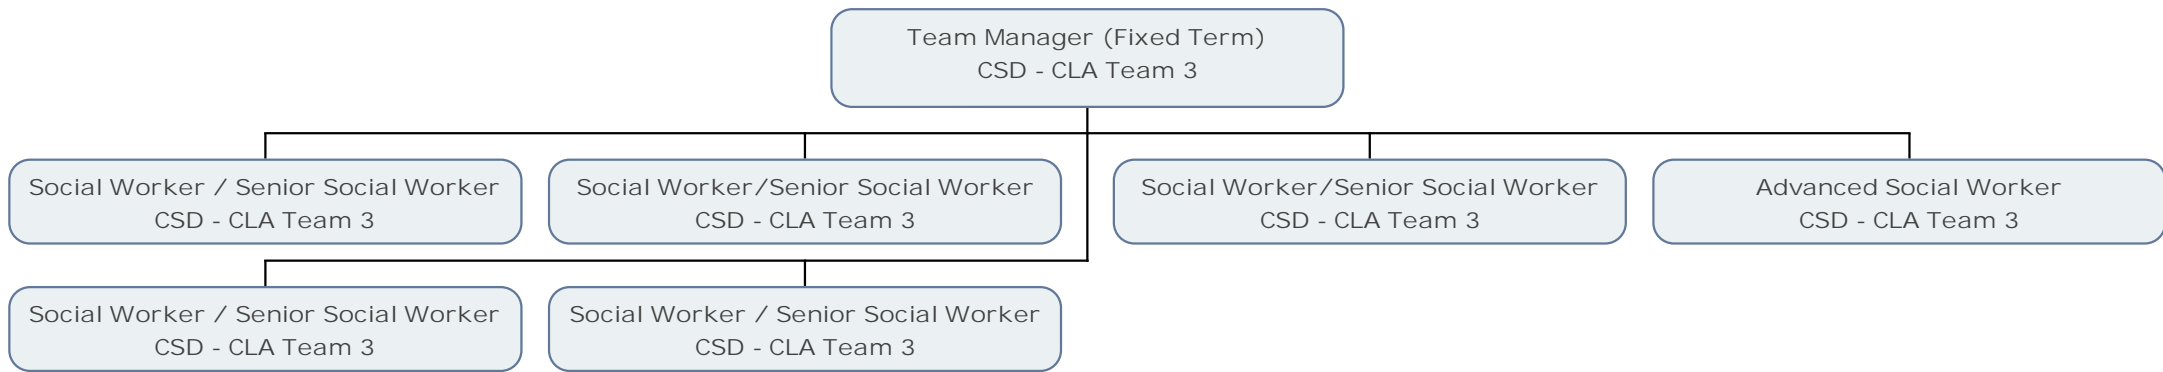 Team Manager (Fixed Term)
CSD - CLA Team 3
Social Worker / Senior Social Worker
CSD - CLA Team 3
Social Worker/Senior Social Worker
CSD - CLA Team 3
Social Worker/Senior Social Worker
CSD - CLA Team 3
Advanced Social Worker
CSD - CLA Team 3
Social Worker / Senior Social Worker
CSD - CLA Team 3
Social Worker / Senior Social Worker
CSD - CLA Team 3